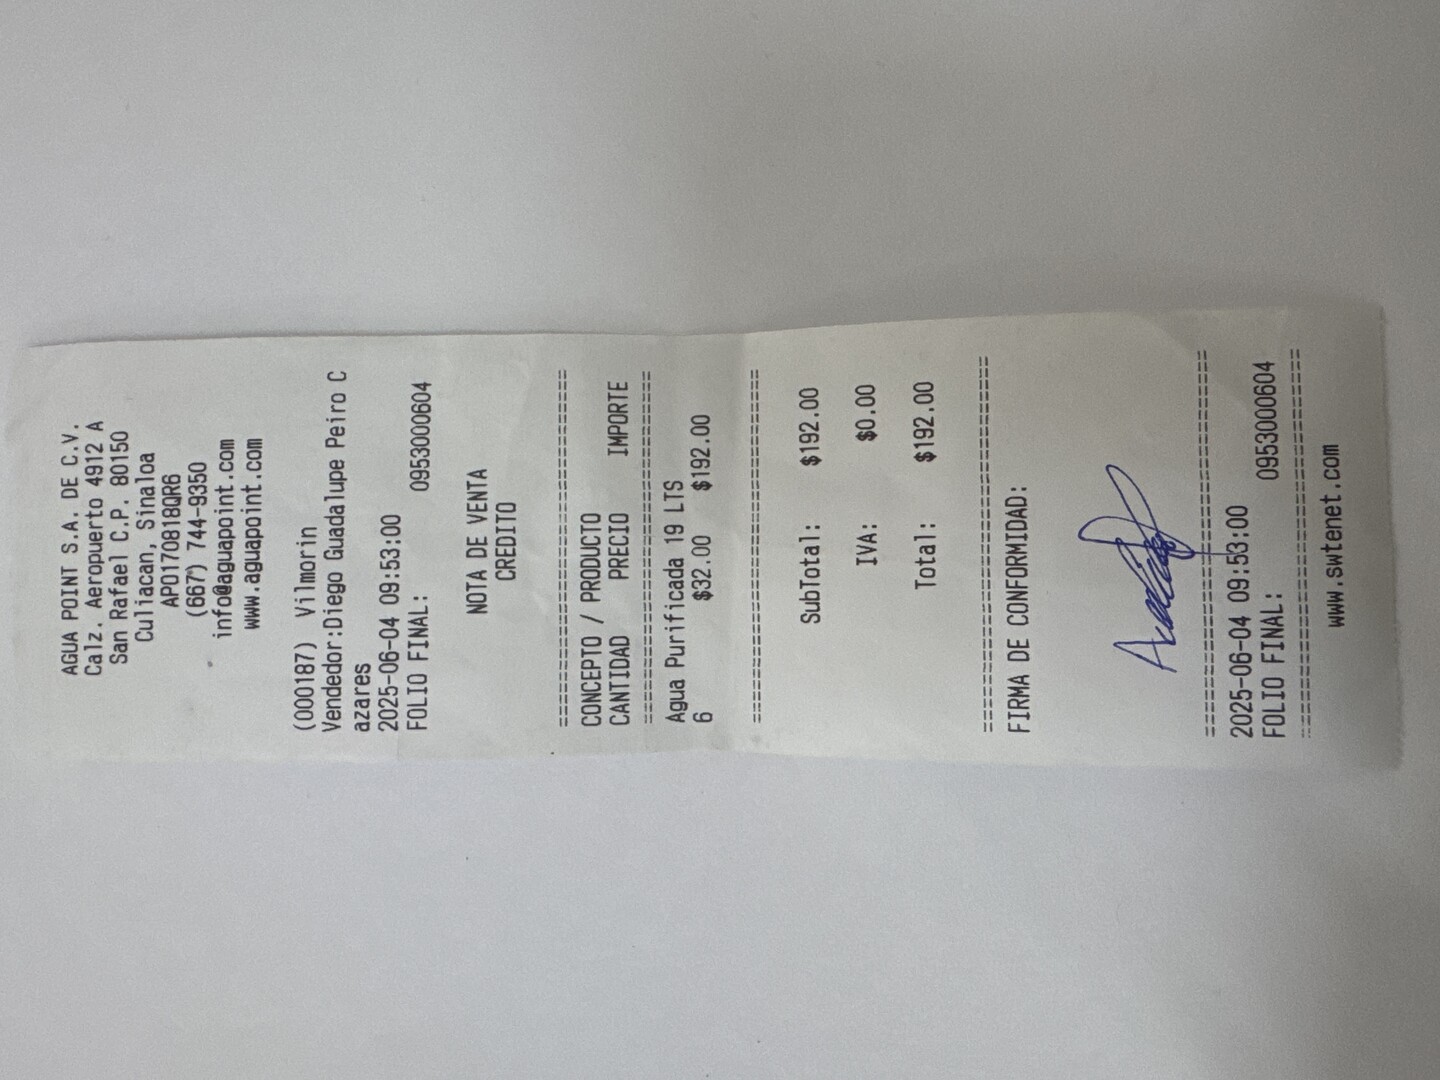 AGUA POINT S.A. DE C.V.
Calz. Aeropuerto 4912 A
San Rafael C.P. 80150
Culiacan, Sinaloa
APO170818QR6
(667) 744-9350
info@aguapoint.com
www.aguapoint.com
(000187) Vilmorin
Vendedor:Diego Guadalupe Peiro C
azares
2025-06-04 09:53:00
FOLIO FINAL: 0953000604
NOTA DE VENTA
CREDITO
================================
CONCEPTO / PRODUCTO
CANTIDAD PRECIO IMPORTE
================================
Agua Purificada 19 LTS
6 $32.00 $192.00
================================
SubTotal: $192.00
IVA: $0.00
Total: $192.00
================================
FIRMA DE CONFORMIDAD:
================================
2025-06-04 09:53:00
FOLIO FINAL: 0953000604
================================
www.swtenet.com